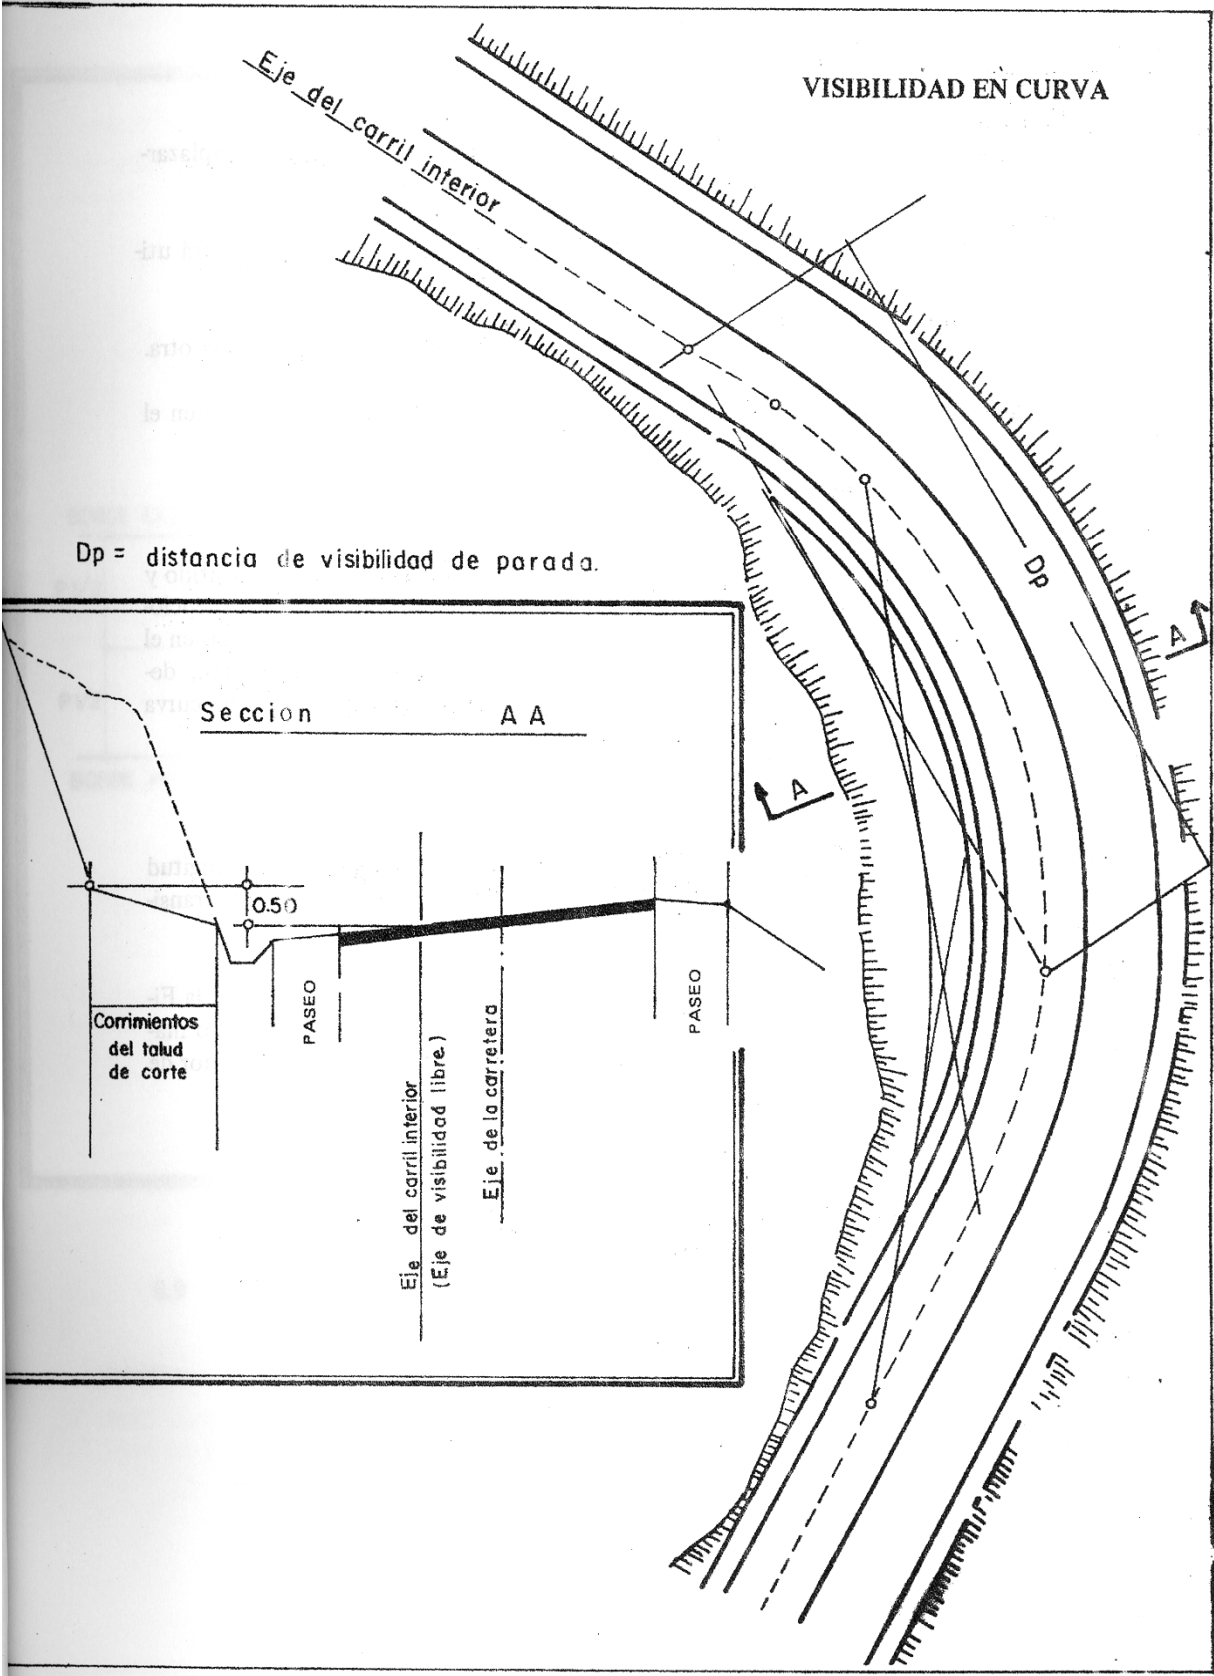 VISIBILIDAD EN CURVA
Eje del carril interior
Dp
Dp = distancia de visibilidad de parada.
A
A
Seccion A A
0.50
Corrimientos
del talud
de corte
PASEO
Eje del carril interior
(Eje de visibilidad libre.)
Eje de la carretera
PASEO